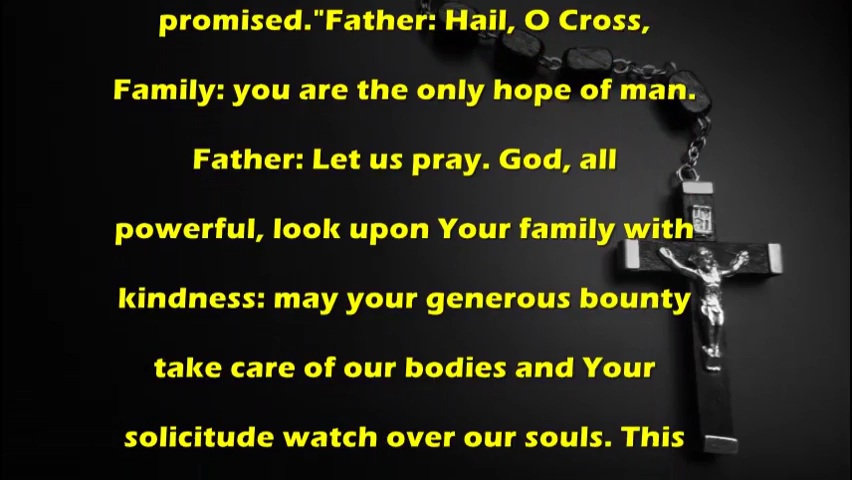 promised."Father: Hail, O Cross,
Family: you are the only hope of man.
Father: Let us pray. God, all
powerful, look upon Your family with
kindness: may your generous bounty
take care of our bodies and Your
solicitude watch over our souls. This